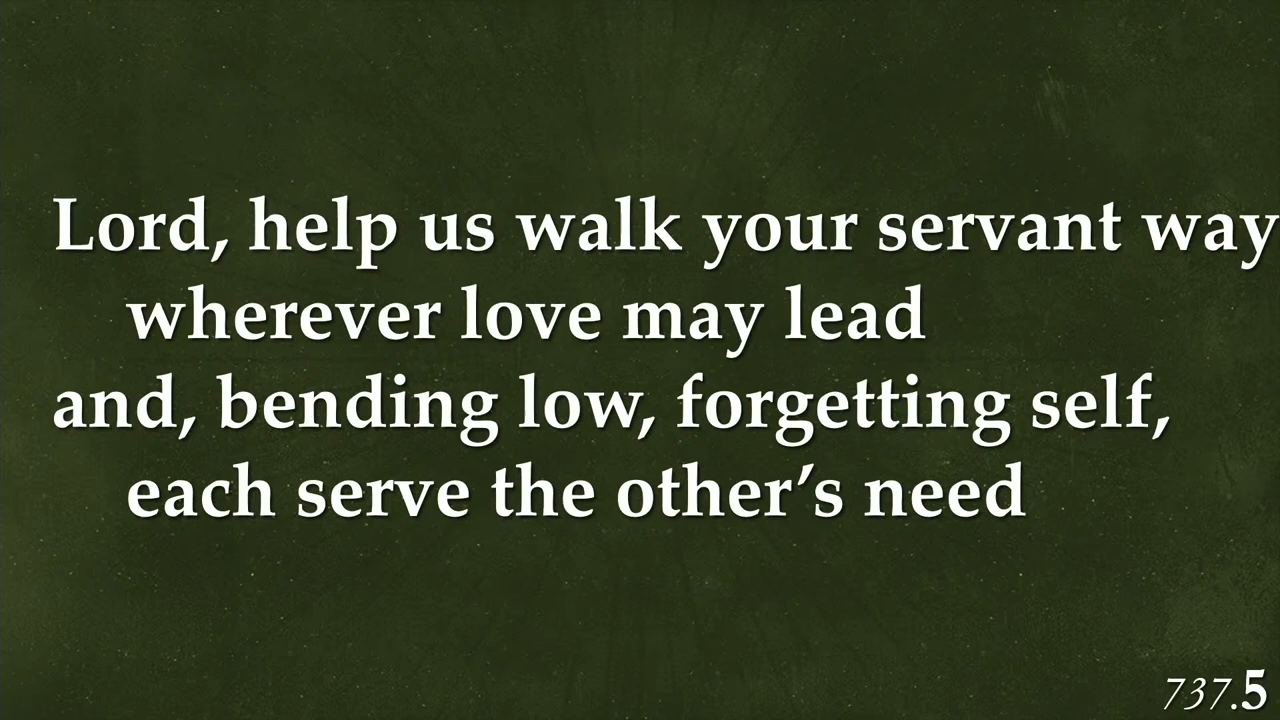 Lord, help us walk your servant way
wherever love may lead
and, bending low, forgetting self,
each serve the other’s need
737.5